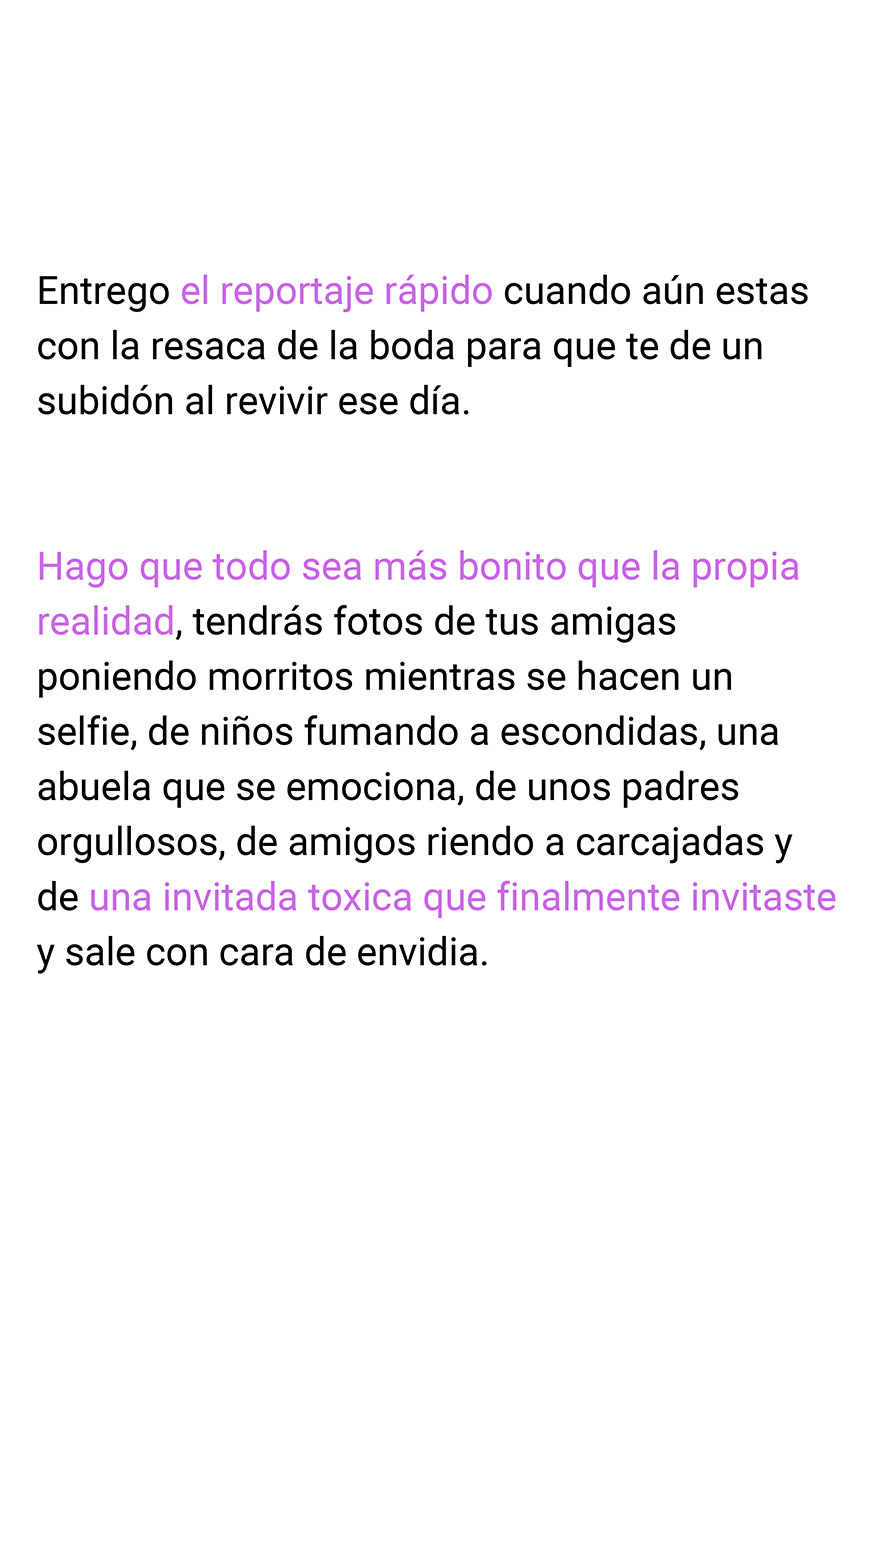 Entrego el reportaje rápido cuando aún estas
con la resaca de la boda para que te de un
subidón al revivir ese día.
Hago que todo sea más bonito que la propia
realidad, tendrás fotos de tus amigas
poniendo morritos mientras se hacen un
selfie, de niños fumando a escondidas, una
abuela que se emociona, de unos padres
orgullosos, de amigos riendo a carcajadas y
de una invitada toxica que finalmente invitaste
y sale con cara de envidia.